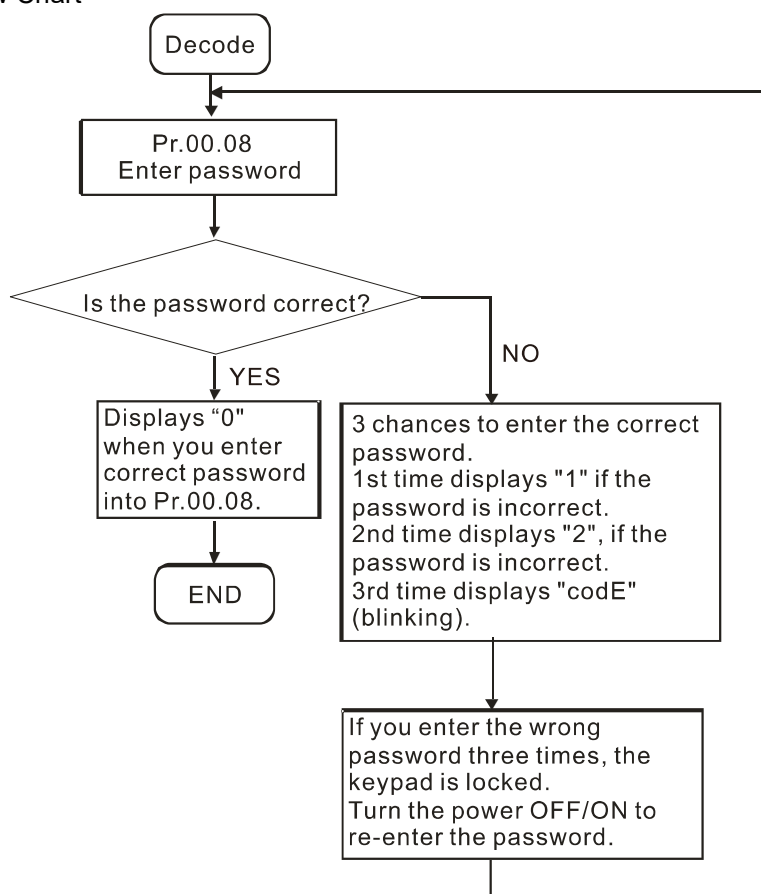 Chart
Decode
Pr.00.08
Enter password
Is the password correct?
NO
YES
Displays “0"
when you enter
correct password
into Pr.00.08.
3 chances to enter the correct
password.
1st time displays "1" if the
password is incorrect.
2nd time displays "2", if the
password is incorrect.
3rd time displays "codE"
(blinking).
END
If you enter the wrong
password three times, the
keypad is locked.
Turn the power OFF/ON to
re-enter the password.